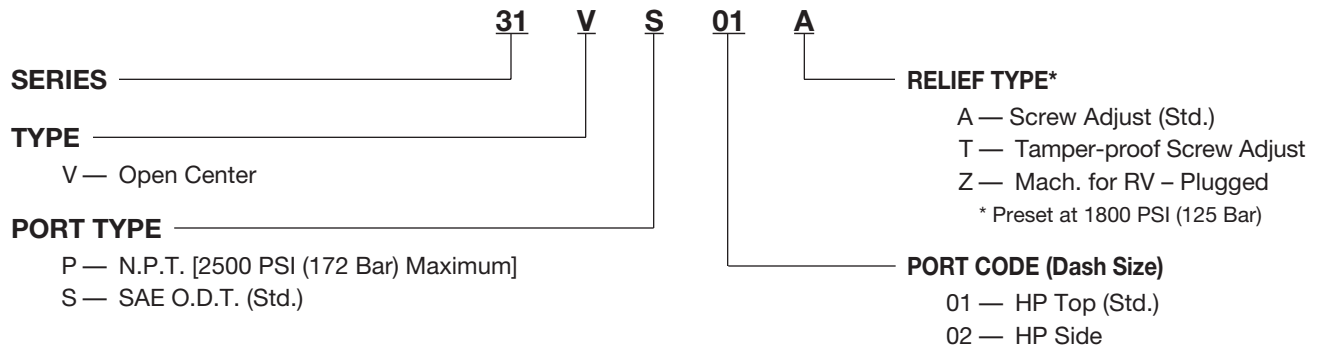 31 V S 01 A
SERIES
TYPE
V — Open Center
PORT TYPE
P — N.P.T. [2500 PSI (172 Bar) Maximum]
S — SAE O.D.T. (Std.)
RELIEF TYPE*
A — Screw Adjust (Std.)
T — Tamper-proof Screw Adjust
Z — Mach. for RV – Plugged
* Preset at 1800 PSI (125 Bar)
PORT CODE (Dash Size)
01 — HP Top (Std.)
02 — HP Side